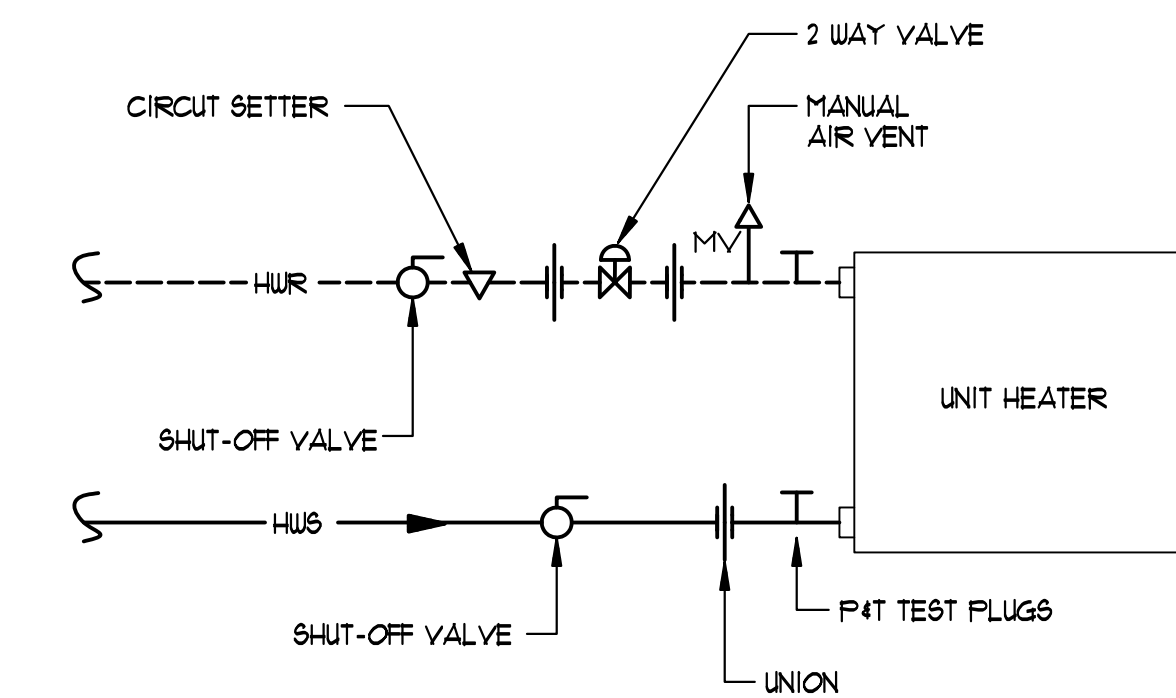 2 WAY VALVE
CIRCUT SETTER
MANUAL
AIR VENT
MV
HWR
UNIT HEATER
SHUT-OFF VALVE
HWS
P&T TEST PLUGS
SHUT-OFF VALVE
UNION